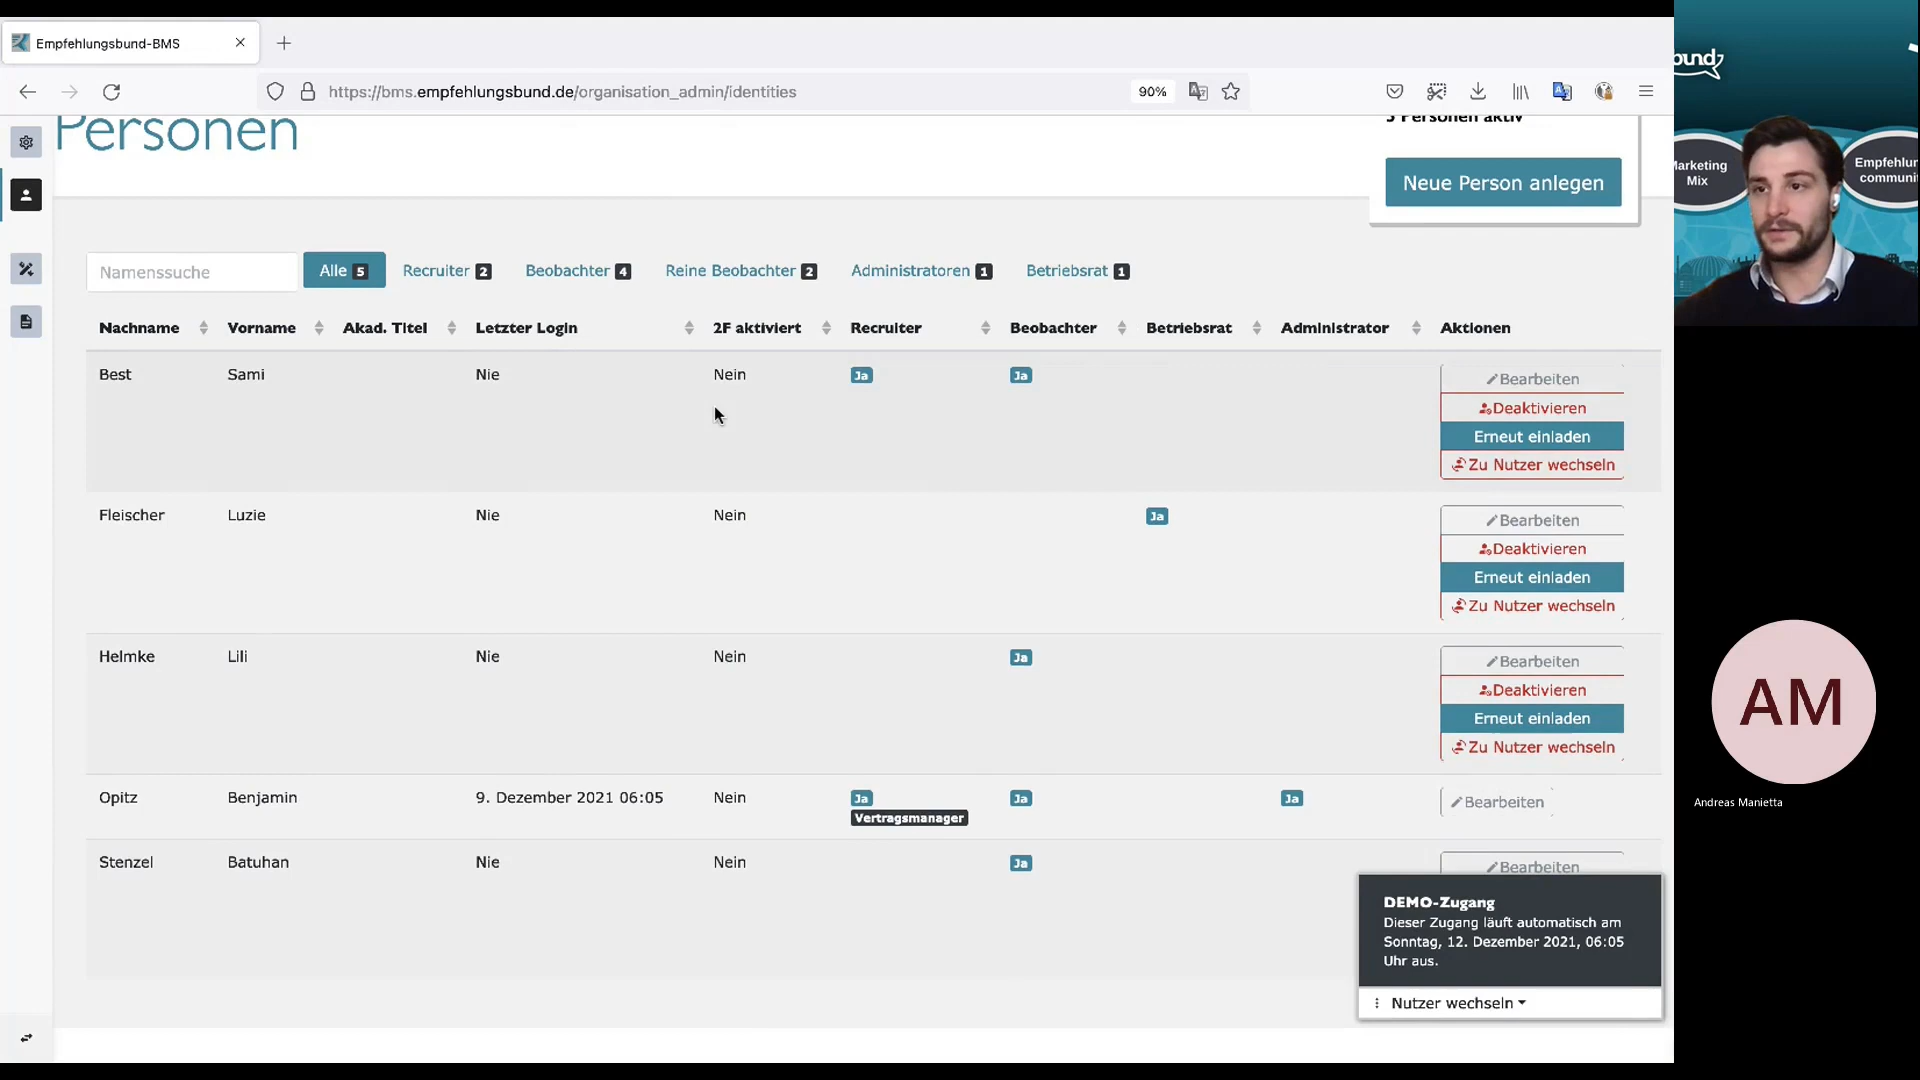 Empfehlungsbund-BMS
https://bms.empfehlungsbund.de/organisation_admin/identities
90%
Personen
5 Personen aktiv
Neue Person anlegen
Namenssuche
Alle 5
Recruiter 2
Beobachter 4
Reine Beobachter 2
Administratoren 1
Betriebsrat 1
Nachname Vorname Akad. Titel Letzter Login 2F aktiviert Recruiter Beobachter Betriebsrat Administrator Aktionen
Best Sami Nie Nein Ja Ja
Bearbeiten
Deaktivieren
Erneut einladen
Zu Nutzer wechseln
Fleischer Luzie Nie Nein Ja
Bearbeiten
Deaktivieren
Erneut einladen
Zu Nutzer wechseln
Helmke Lili Nie Nein Ja
Bearbeiten
Deaktivieren
Erneut einladen
Zu Nutzer wechseln
Opitz Benjamin 9. Dezember 2021 06:05 Nein Ja Ja Ja Bearbeiten
Vertragsmanager
Stenzel Batuhan Nie Nein Ja
Bearbeiten
DEMO-Zugang
Dieser Zugang läuft automatisch am
Sonntag, 12. Dezember 2021, 06:05
Uhr aus.
Nutzer wechseln
bund
Marketing
Mix
Empfehlun
communi
AM
Andreas Manietta